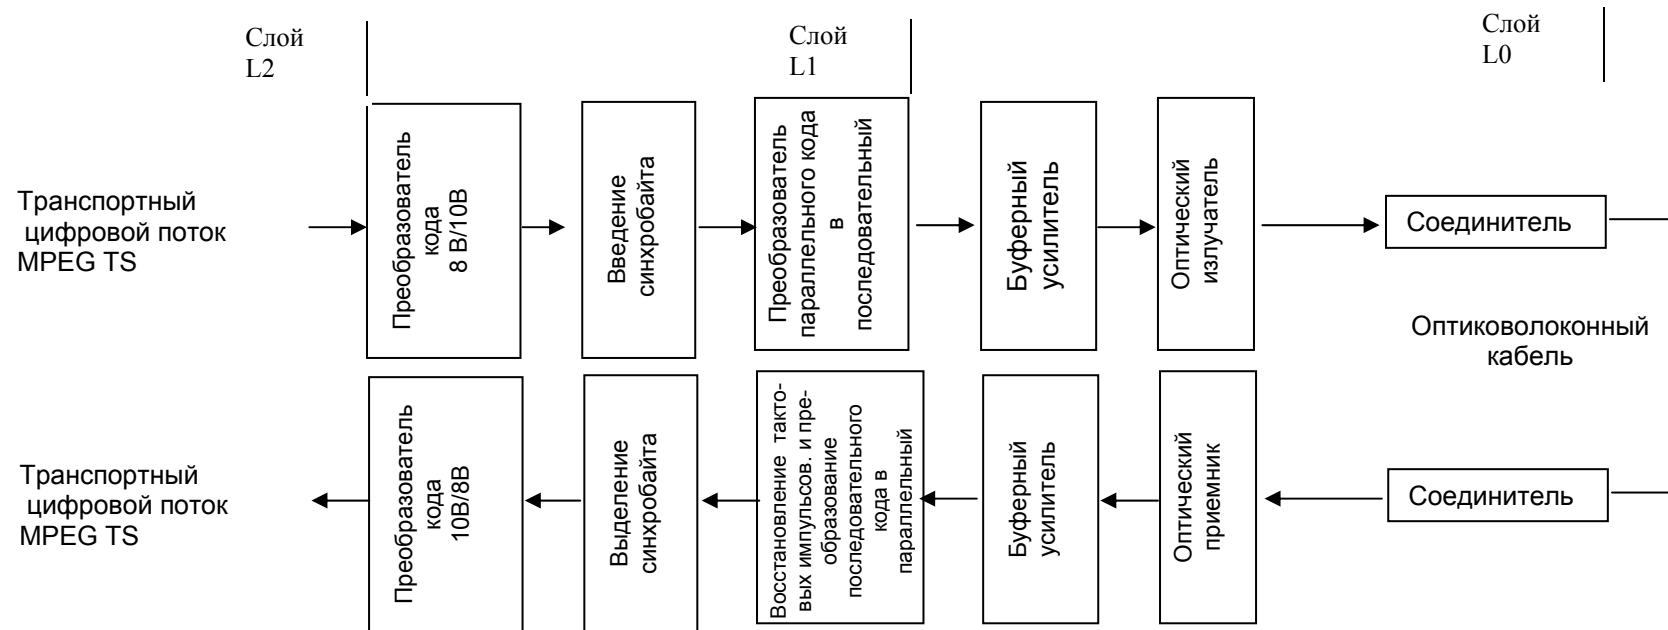 Слой
L2
Слой
L1
Слой
L0
Транспортный
цифровой поток
MPEG TS
Преобразователь
кода
8 В/10В
Введение
синхробайта
Преобразователь
параллельного кода
в
последовательный
Буферный
усилитель
Оптический
излучатель
Соединитель
Оптиковолоконный
кабель
Транспортный
цифровой поток
MPEG TS
Преобразователь
кода
10В/8В
Выделение
синхробайта
Восстановление такто-
вых импульсов. и пре-
образование
последовательного
кода в
параллельный
Буферный
усилитель
Оптический
приемник
Соединитель